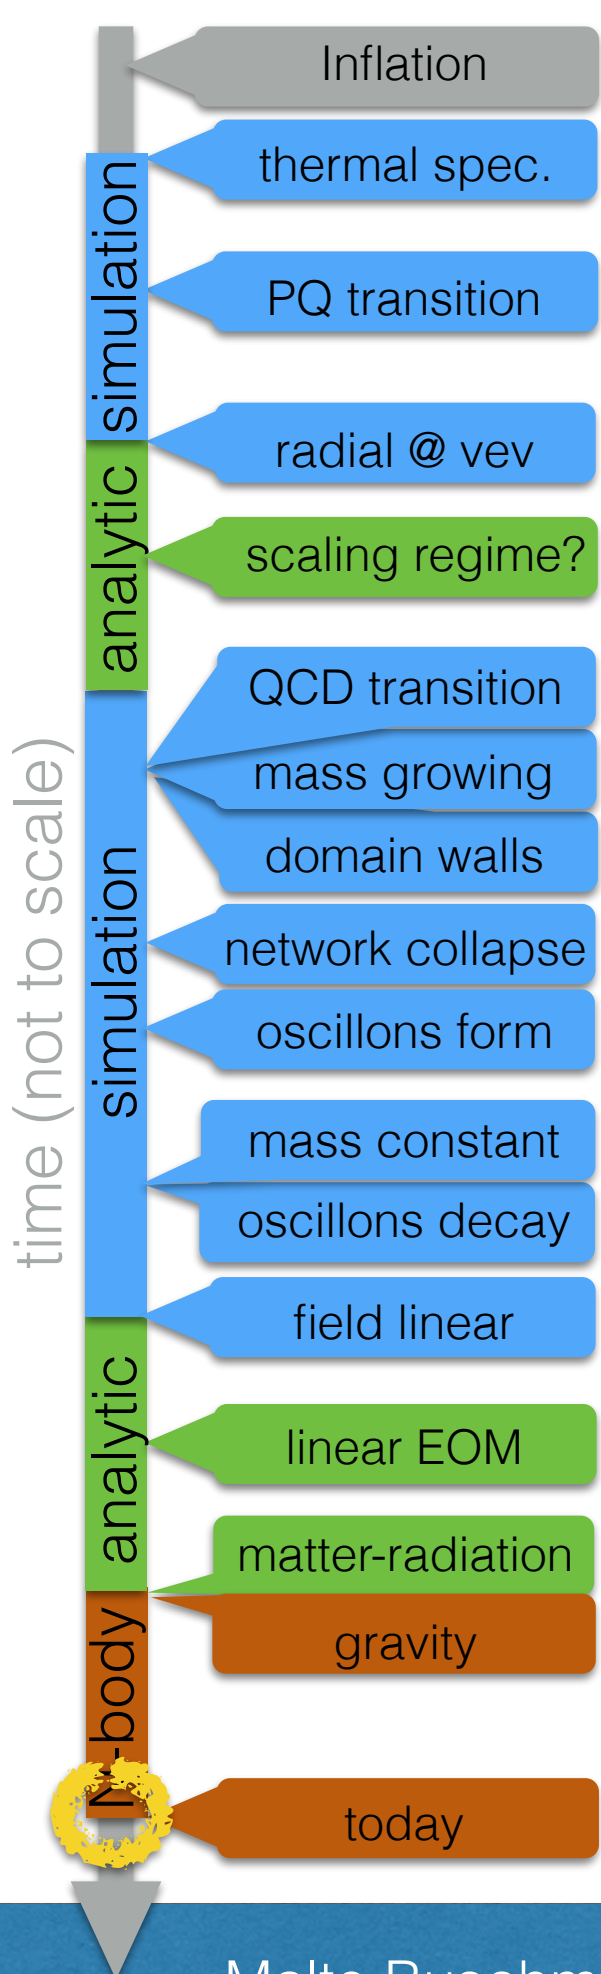 Inflation
thermal spec.
simulation
PQ transition
radial @ vev
analytic
scaling regime?
QCD transition
mass growing
domain walls
time (not to scale)
simulation
network collapse
oscillons form
mass constant
oscillons decay
field linear
analytic
linear EOM
matter-radiation
gravity
N-body
today
Malte